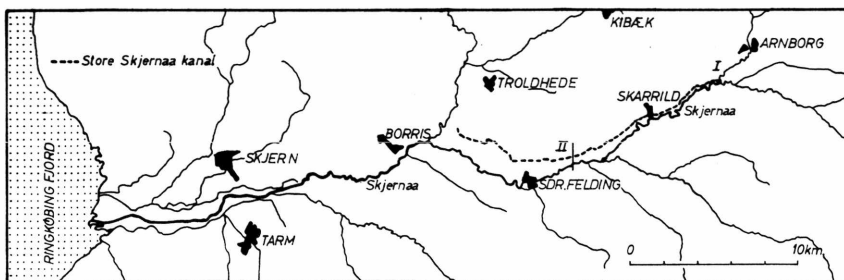 KIBÆK
ARNBORG
I
Store Skjernaa kanal
TROLDHEDE
SKARRILD
Skjernaa
BORRIS
SKJERN
II
Skjernaa
SDR. FELDING
RINGKØBING FJORD
TARM
0 10km